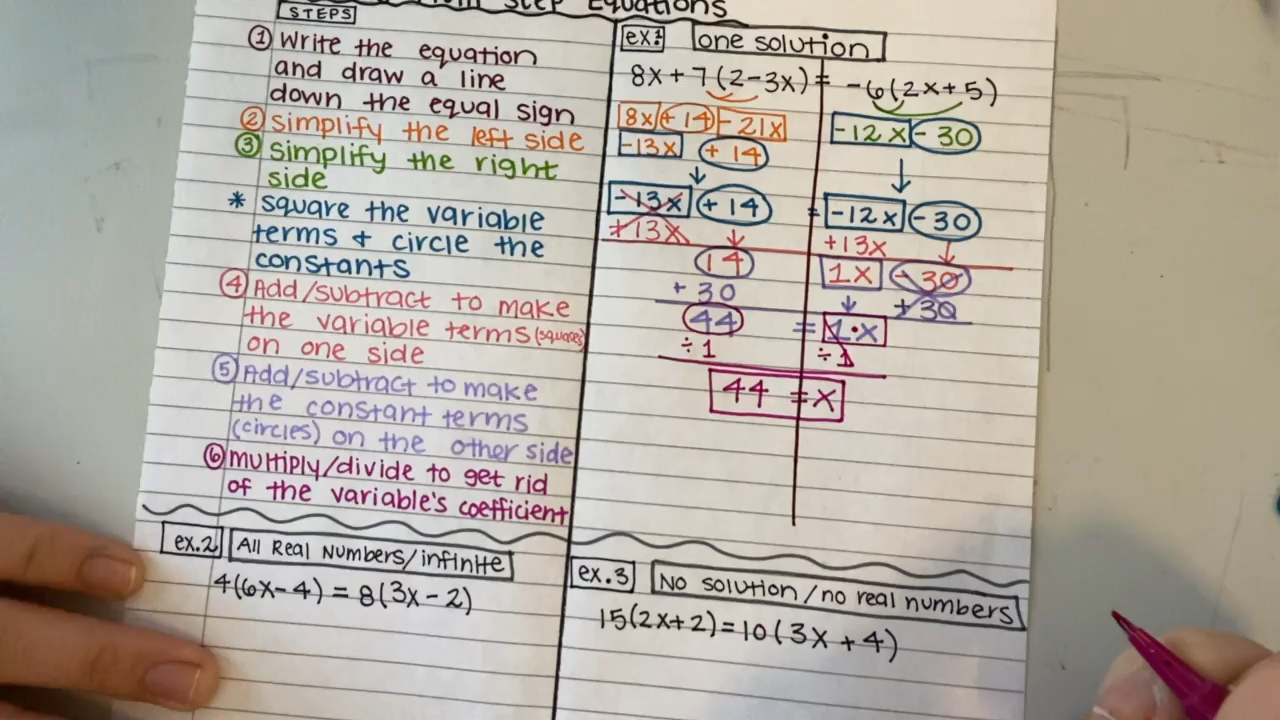 Step Equations
STEPS
① Write the equation
and draw a line
down the equal sign
② simplify the left side
③ simplify the right
side
* square the variable
terms + circle the
constants
④ Add/subtract to make
the variable terms (squares)
on one side
⑤ Add/subtract to make
the constant terms
(circles) on the other side
⑥ multiply/divide to get rid
of the variable's coefficient
ex: one solution
8x + 7(2-3x) = -6(2x+5)
8x + 14 - 21x -12x - 30
-13x + 14
-13x + 14 = -12x - 30
+13x +13x
14 1x - 30
+ 30 + 30
44 = 1·x
÷ 1 ÷ 1
44 = x
ex.2 All Real Numbers/infinite
4(6x-4) = 8(3x-2)
ex.3 No solution/no real numbers
15(2x+2)=10(3x+4)